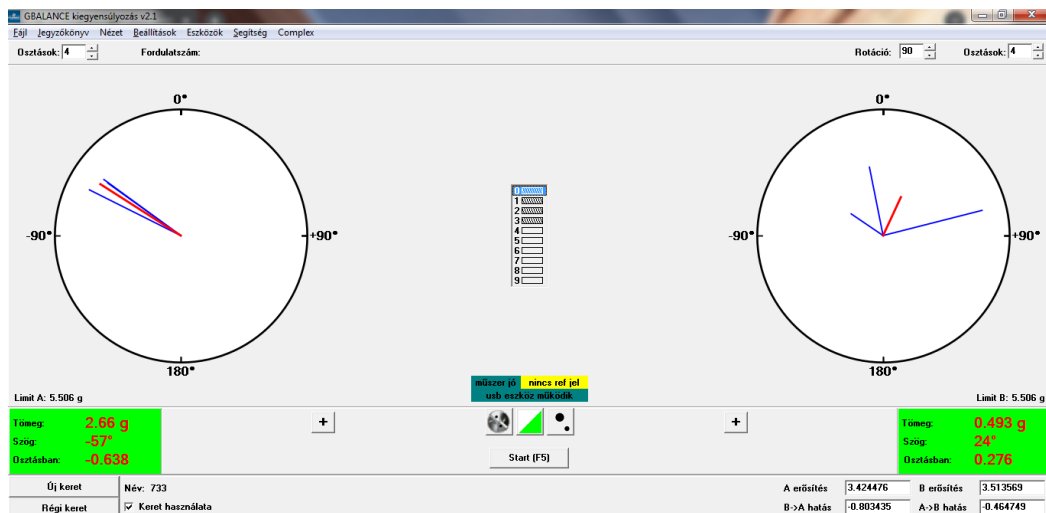 GBALANCE kiegyensúlyozás v2.1
Fájl Jegyzőkönyv Nézet Beállítások Eszközök Segítség Complex
Osztások: 4 Fordulatszám: Rotáció: 90 Osztások: 4
0° 0°
-90° +90° -90° +90°
0
1
2
3
4
5
6
7
8
9
180° 180°
műszer jó nincs ref jel
usb eszköz működik
Limit A: 5.506 g Limit B: 5.506 g
Tömeg: 2.66 g + + Tömeg: 0.493 g
Szög: -57° Szög: 24°
Osztásban: -0.638 Start (F5) Osztásban: 0.276
Új keret Név: 733 A erősítés 3.424476 B erősítés 3.513569
Régi keret Keret használata B->A hatás -0.803435 A->B hatás -0.464749